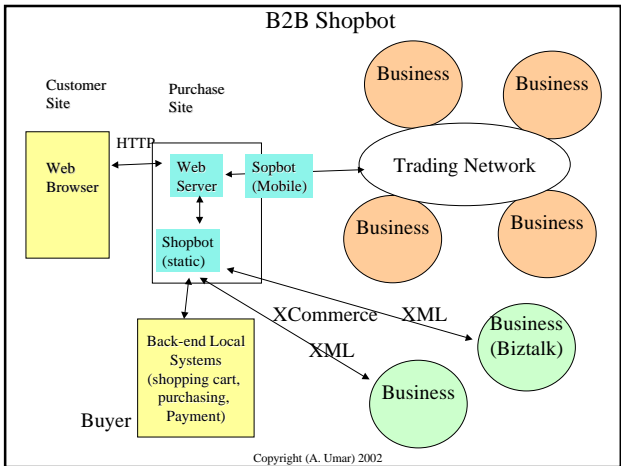 B2B Shopbot
Customer
Site
Purchase
Site
Business
Business
HTTP
Web
Browser
Web
Server
Sopbot
(Mobile)
Trading Network
Shopbot
(static)
Business
Business
XCommerce
XML
XML
Business
(Biztalk)
Back-end Local
Systems
(shopping cart,
purchasing,
Payment)
Business
Buyer
Copyright (A. Umar) 2002